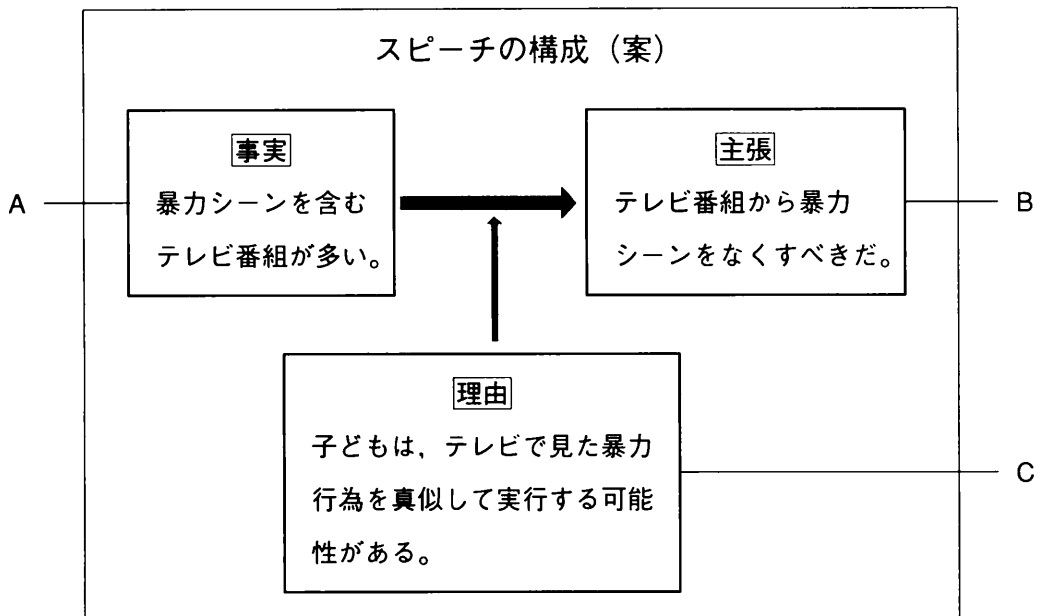 スピーチの構成（案）
事実
暴力シーンを含む
テレビ番組が多い。
A
主張
テレビ番組から暴力
シーンをなくすべきだ。
B
理由
子どもは，テレビで見た暴力
行為を真似して実行する可能
性がある。
C